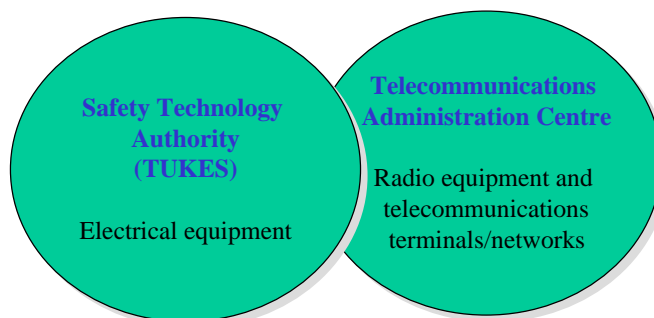 Safety Technology
Authority
(TUKES)
Electrical equipment
Telecommunications
Administration Centre
Radio equipment and
telecommunications
terminals/networks